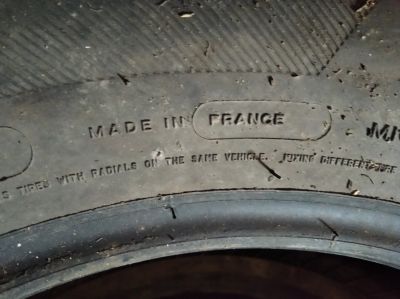 MADE IN FRANCE
TIRES WITH RADIALS ON THE SAME VEHICLE.